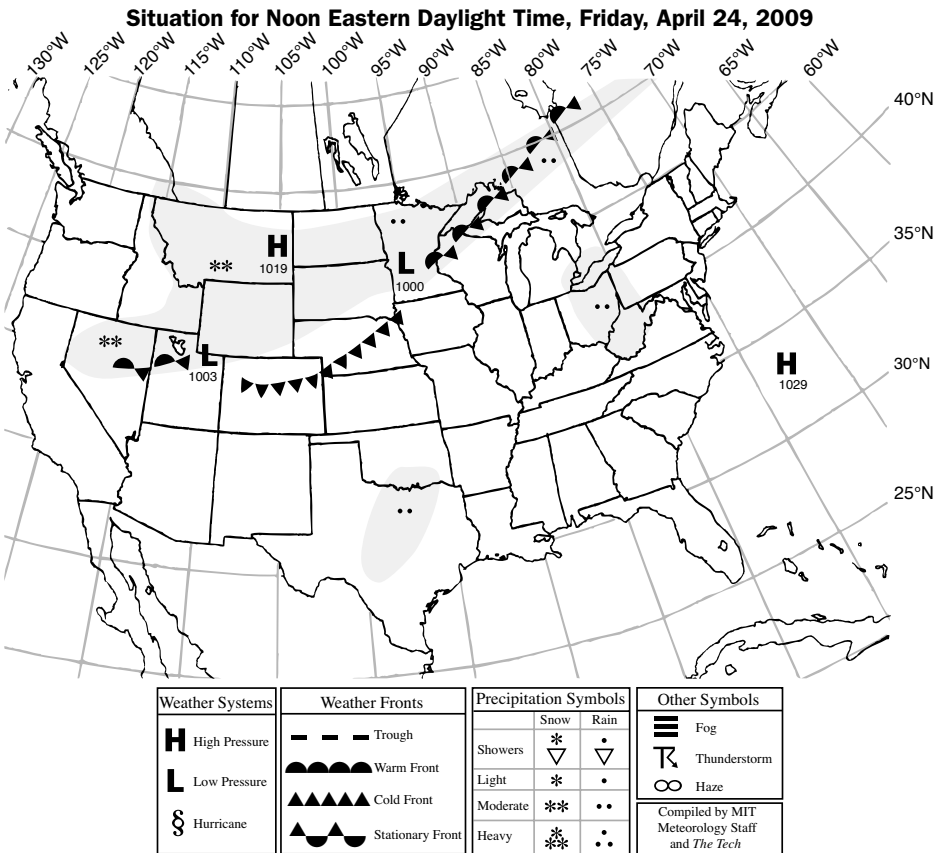 Situation for Noon Eastern Daylight Time, Friday, April 24, 2009
130°W 125°W 120°W 115°W 110°W 105°W 100°W 95°W 90°W 85°W 80°W 75°W 70°W 65°W 60°W
40°N
35°N
30°N
25°N
H
1019
L
1000
L
1003
H
1029
Weather Systems
H High Pressure
L Low Pressure
§ Hurricane
Weather Fronts
Trough
Warm Front
Cold Front
Stationary Front
Precipitation Symbols
Snow Rain
Showers
Light
Moderate
Heavy
Other Symbols
Fog
Thunderstorm
Haze
Compiled by MIT
Meteorology Staff
and The Tech